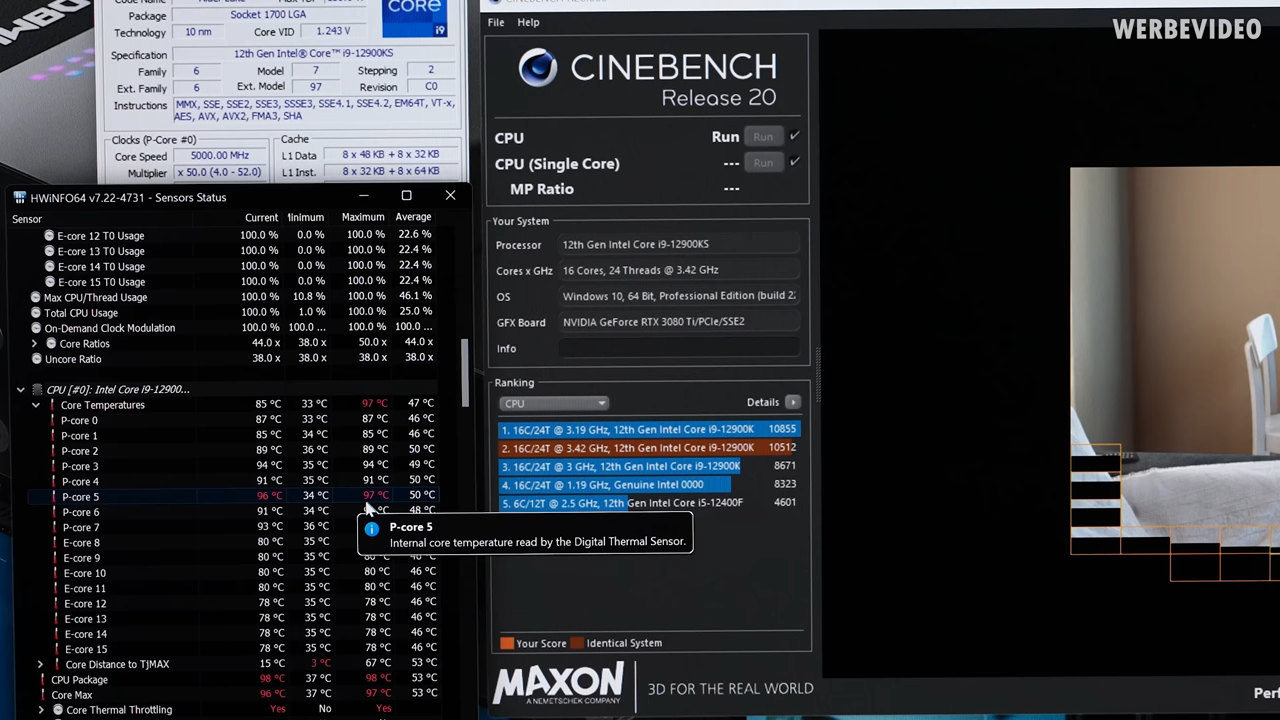 WERBEVIDEO
Package Socket 1700 LGA
Technology 10 nm Core VID 1.243 V
CORE
i9
Specification 12th Gen Intel® Core™ i9-12900KS
Family 6 Model 7 Stepping 2
Ext. Family 6 Ext. Model 97 Revision C0
Instructions MMX, SSE, SSE2, SSE3, SSSE3, SSE4.1, SSE4.2, EM64T, VT-x,
AES, AVX, AVX2, FMA3, SHA
Clocks (P-Core #0) Cache
Core Speed 5000.00 MHz L1 Data 8 x 48 KB + 8 x 32 KB
Multiplier x 50.0 (4.0 - 52.0) L1 Inst. 8 x 32 KB + 8 x 64 KB
HWiNFO64 v7.22-4731 - Sensors Status
Sensor Current Minimum Maximum Average
E-core 12 T0 Usage 100.0 % 0.0 % 100.0 % 22.6 %
E-core 13 T0 Usage 100.0 % 0.0 % 100.0 % 22.4 %
E-core 14 T0 Usage 100.0 % 0.0 % 100.0 % 22.4 %
E-core 15 T0 Usage 100.0 % 0.0 % 100.0 % 22.4 %
Max CPU/Thread Usage 100.0 % 10.8 % 100.0 % 46.1 %
Total CPU Usage 100.0 % 1.0 % 100.0 % 25.0 %
On-Demand Clock Modulation 100.0 % 100.0 ... 100.0 % 100.0 ...
Core Ratios 44.0 x 38.0 x 50.0 x 44.0 x
Uncore Ratio 38.0 x 38.0 x 38.0 x 38.0 x
CPU [#0]: Intel Core i9-12900...
Core Temperatures 85 °C 33 °C 97 °C 47 °C
P-core 0 87 °C 33 °C 87 °C 46 °C
P-core 1 85 °C 34 °C 85 °C 46 °C
P-core 2 89 °C 36 °C 89 °C 50 °C
P-core 3 94 °C 35 °C 94 °C 49 °C
P-core 4 91 °C 35 °C 91 °C 50 °C
P-core 5 96 °C 34 °C 97 °C 50 °C
P-core 6 91 °C 34 °C 48 °C
P-core 7 93 °C 36 °C
E-core 8 80 °C 35 °C
E-core 9 80 °C 35 °C 80 °C 46 °C
E-core 10 80 °C 35 °C 80 °C 46 °C
E-core 11 80 °C 35 °C 80 °C 46 °C
E-core 12 78 °C 35 °C 78 °C 46 °C
E-core 13 78 °C 35 °C 78 °C 46 °C
E-core 14 78 °C 35 °C 78 °C 46 °C
E-core 15 78 °C 35 °C 78 °C 46 °C
Core Distance to TjMAX 15 °C 3 °C 67 °C 53 °C
CPU Package 98 °C 37 °C 98 °C 53 °C
Core Max 96 °C 37 °C 97 °C 53 °C
Core Thermal Throttling Yes No Yes
P-core 5
Internal core temperature read by the Digital Thermal Sensor.
File Help
CINEBENCH
Release 20
CPU Run Run
CPU (Single Core) --- Run
MP Ratio ---
Your System
Processor 12th Gen Intel Core i9-12900KS
Cores x GHz 16 Cores, 24 Threads @ 3.42 GHz
OS Windows 10, 64 Bit, Professional Edition (build 2
GFX Board NVIDIA GeForce RTX 3080 Ti/PCIe/SSE2
Info
Ranking
CPU Details
1. 16C/24T @ 3.19 GHz, 12th Gen Intel Core i9-12900K 10855
2. 16C/24T @ 3.42 GHz, 12th Gen Intel Core i9-12900K 10512
3. 16C/24T @ 3 GHz, 12th Gen Intel Core i9-12900K 8671
4. 16C/24T @ 1.19 GHz, Genuine Intel 0000 8323
5. 6C/12T @ 2.5 GHz, 12th Gen Intel Core i5-12400F 4601
Your Score Identical System
MAXON
A NEMETSCHEK COMPANY
3D FOR THE REAL WORLD